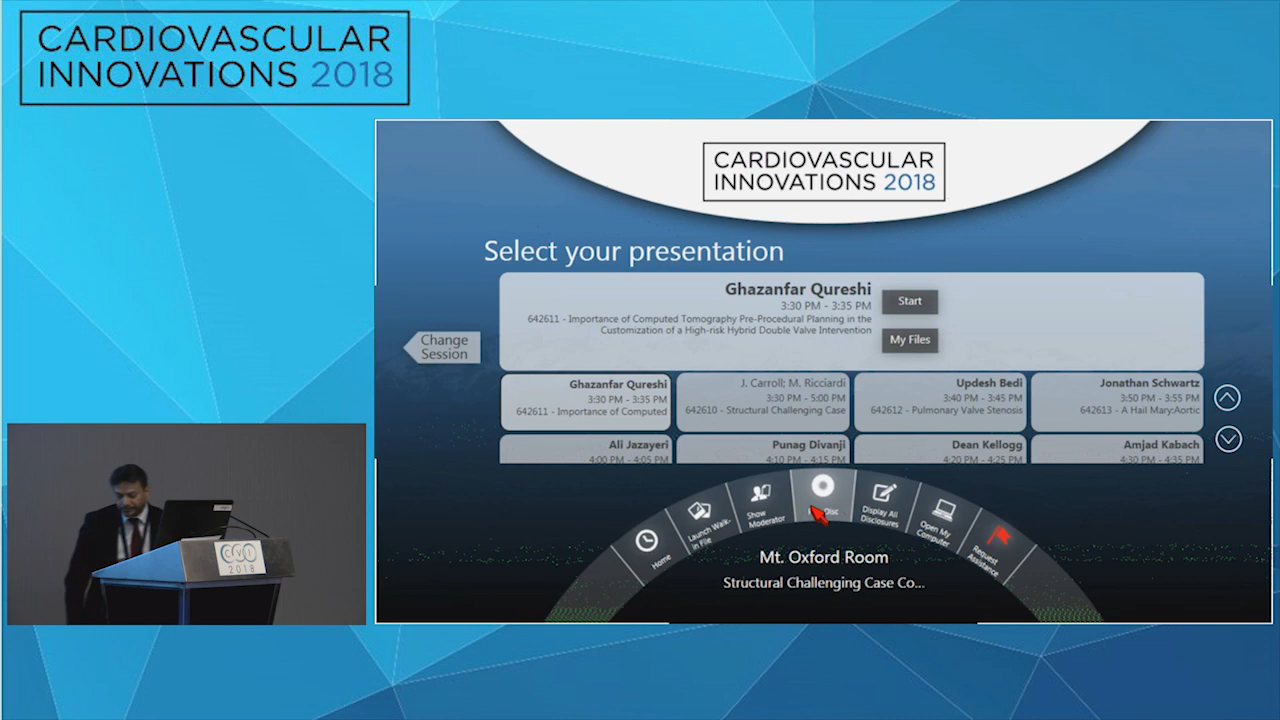 CARDIOVASCULAR
INNOVATIONS 2018
CARDIOVASCULAR
INNOVATIONS 2018
Select your presentation
Ghazanfar Qureshi
3:30 PM - 3:35 PM
642611 - Importance of Computed Tomography Pre-Procedural Planning in the
Customization of a High-risk Hybrid Double Valve Intervention
Start
My Files
Change
Session
Ghazanfar Qureshi
3:30 PM - 3:35 PM
642611 - Importance of Computed
J. Carroll; M. Ricciardi
3:30 PM - 5:00 PM
642610 - Structural Challenging Case
Updesh Bedi
3:40 PM - 3:45 PM
642612 - Pulmonary Valve Stenosis
Jonathan Schwartz
3:50 PM - 3:55 PM
642613 - A Hail Mary:Aortic
Ali Jazayeri
4:00 PM - 4:05 PM
Punag Divanji
4:10 PM - 4:15 PM
Dean Kellogg
4:20 PM - 4:25 PM
Amjad Kabach
4:30 PM - 4:35 PM
Home
Launch Walk-
in File
Show
Moderator
Disc
Display All
Disclosures
Open My
Computer
Request
Assistance
Mt. Oxford Room
Structural Challenging Case Co...
CVI
2018